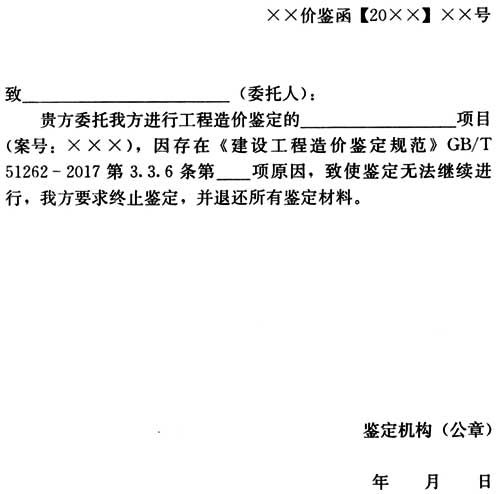 ××价鉴函【20××】××号
致____________________（委托人）：
贵方委托我方进行工程造价鉴定的_______________项目
（案号：×××），因存在《建设工程造价鉴定规范》GB/T
51262-2017 第 3.3.6 条第___项原因，致使鉴定无法继续进
行，我方要求终止鉴定，并退还所有鉴定材料。
鉴定机构（公章）
年 月 日